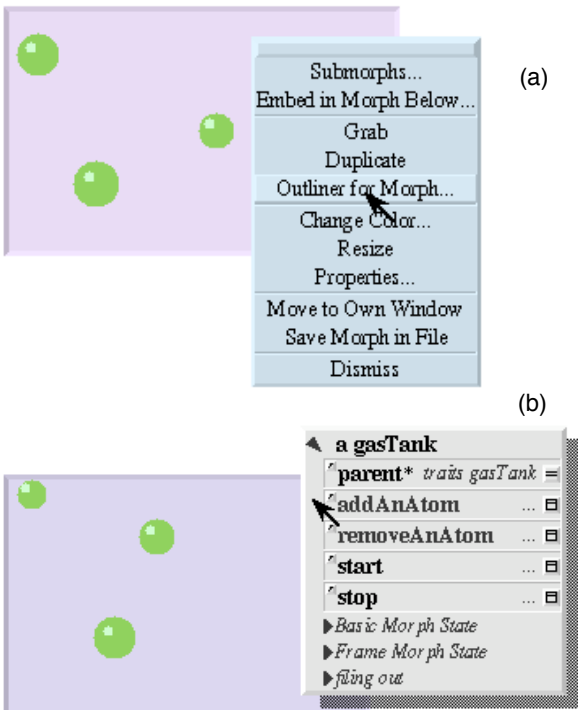 (a)
Submorphs...
Embed in Morph Below...
Grab
Duplicate
Outliner for Morph...
Change Color...
Resize
Properties...
Move to Own Window
Save Morph in File
Dismiss
(b)
a gasTank
parent* traits gasTank =
addAnAtom ...
removeAnAtom ...
start ...
stop ...
Basic Morph State
Frame Morph State
filing out